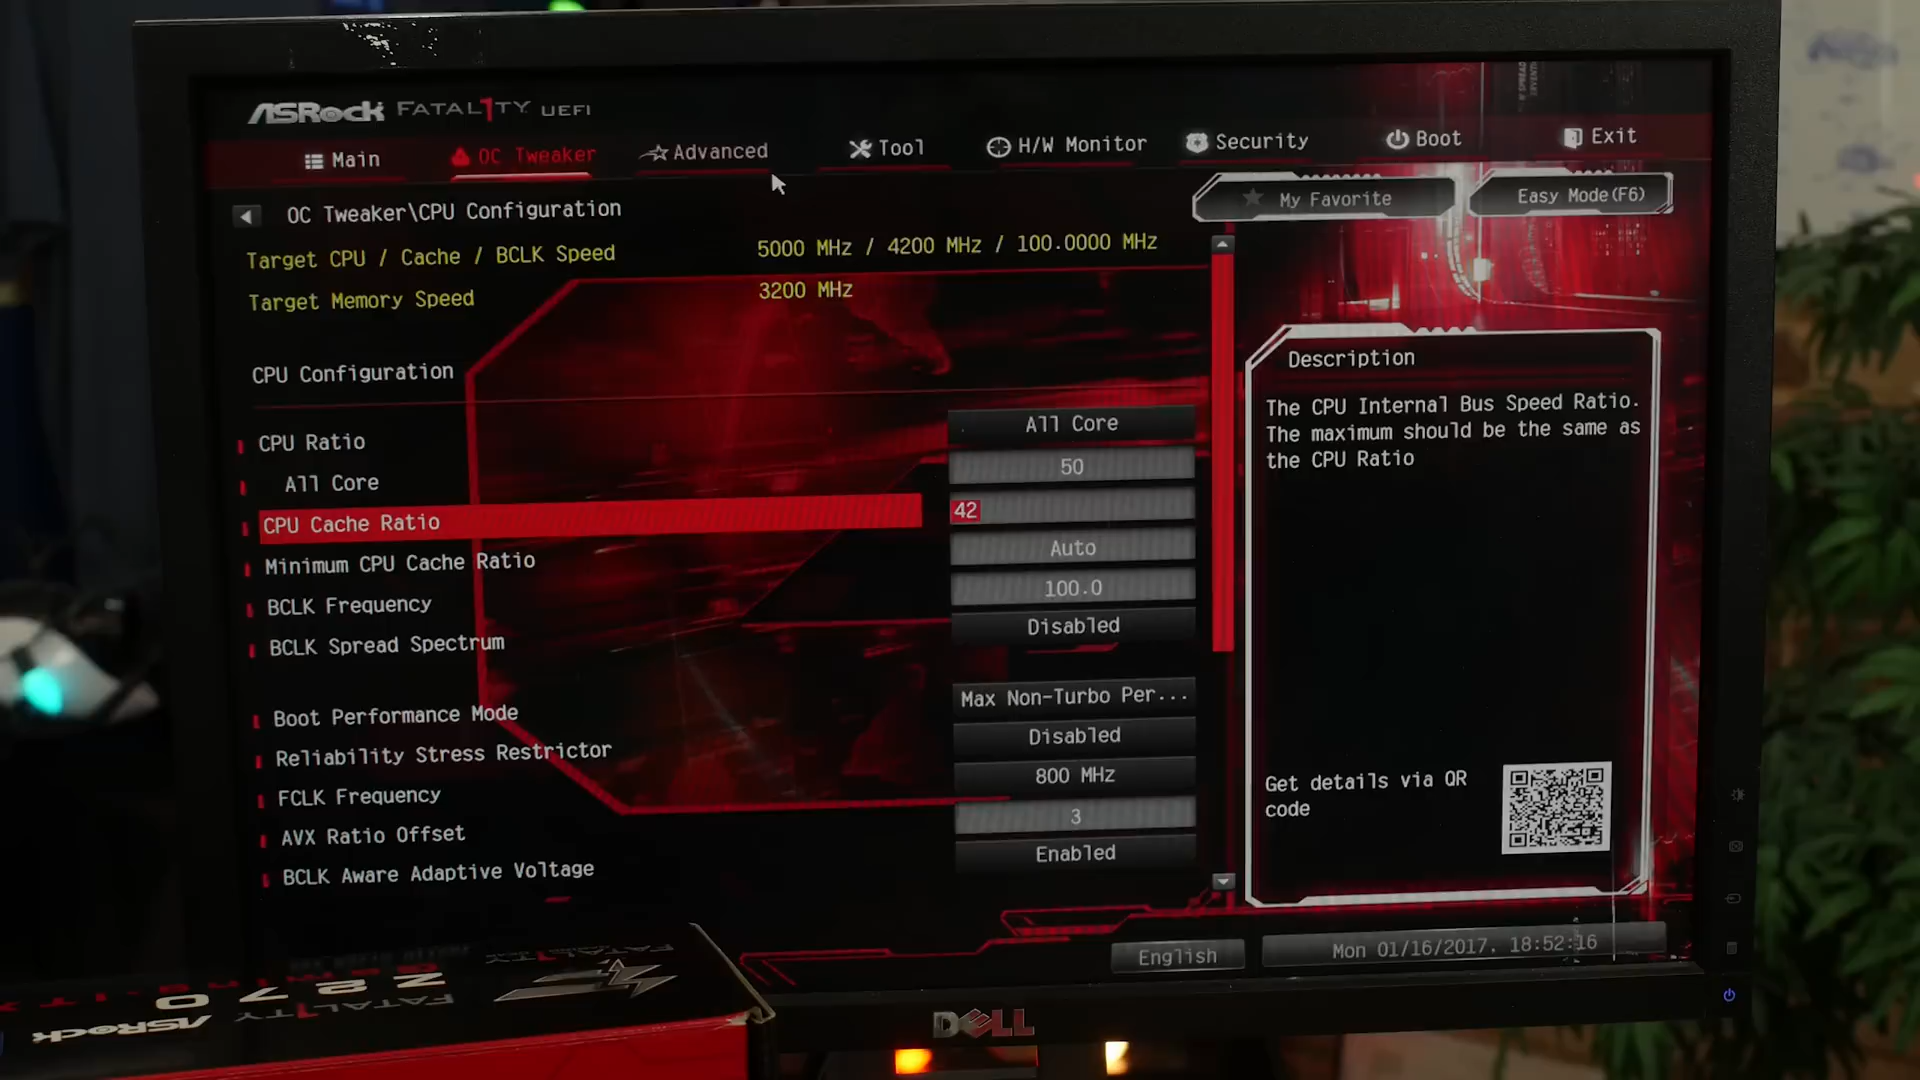 ASRock FATAL1TY UEFI
Main
OC Tweaker
Advanced
Tool
H/W Monitor
Security
Boot
Exit
My Favorite
Easy Mode(F6)
OC Tweaker\CPU Configuration
Target CPU / Cache / BCLK Speed 5000 MHz / 4200 MHz / 100.0000 MHz
Target Memory Speed 3200 MHz
CPU Configuration
CPU Ratio All Core
All Core 50
CPU Cache Ratio 42
Minimum CPU Cache Ratio Auto
BCLK Frequency 100.0
BCLK Spread Spectrum Disabled
Boot Performance Mode Max Non-Turbo Per...
Reliability Stress Restrictor Disabled
FCLK Frequency 800 MHz
AVX Ratio Offset 3
BCLK Aware Adaptive Voltage Enabled
Description
The CPU Internal Bus Speed Ratio.
The maximum should be the same as
the CPU Ratio
Get details via QR
code
English
Mon 01/16/2017. 18:52:16
DELL
FATAL1TY
Z270
FATAL1TY
ASRock